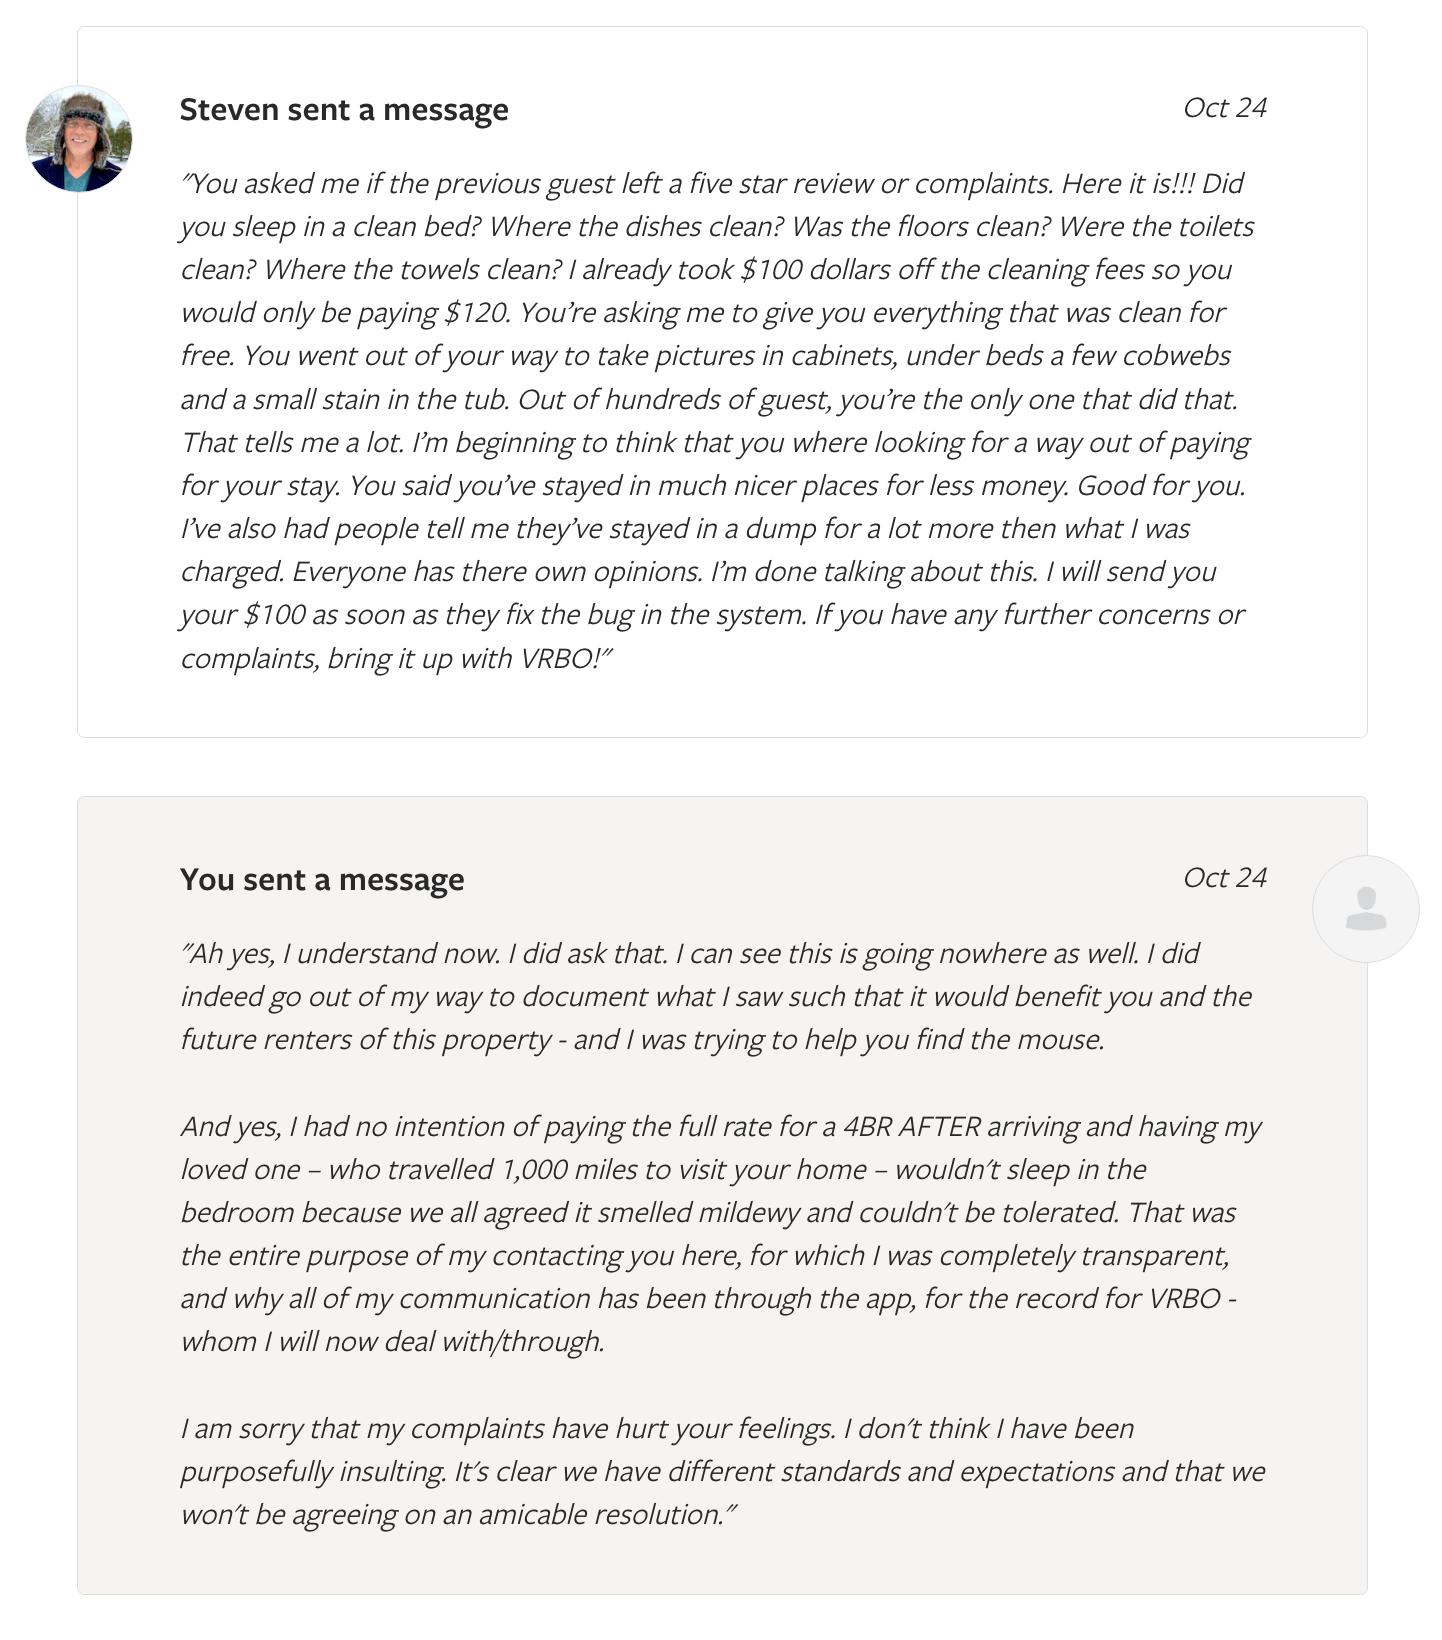 Steven sent a message
Oct 24
"You asked me if the previous guest left a five star review or complaints. Here it is!!! Did
you sleep in a clean bed? Where the dishes clean? Was the floors clean? Were the toilets
clean? Where the towels clean? I already took $100 dollars off the cleaning fees so you
would only be paying $120. You’re asking me to give you everything that was clean for
free. You went out of your way to take pictures in cabinets, under beds a few cobwebs
and a small stain in the tub. Out of hundreds of guest, you’re the only one that did that.
That tells me a lot. I’m beginning to think that you where looking for a way out of paying
for your stay. You said you’ve stayed in much nicer places for less money. Good for you.
I’ve also had people tell me they’ve stayed in a dump for a lot more then what I was
charged. Everyone has there own opinions. I’m done talking about this. I will send you
your $100 as soon as they fix the bug in the system. If you have any further concerns or
complaints, bring it up with VRBO!"
You sent a message
Oct 24
"Ah yes, I understand now. I did ask that. I can see this is going nowhere as well. I did
indeed go out of my way to document what I saw such that it would benefit you and the
future renters of this property - and I was trying to help you find the mouse.
And yes, I had no intention of paying the full rate for a 4BR AFTER arriving and having my
loved one – who travelled 1,000 miles to visit your home – wouldn't sleep in the
bedroom because we all agreed it smelled mildewy and couldn't be tolerated. That was
the entire purpose of my contacting you here, for which I was completely transparent,
and why all of my communication has been through the app, for the record for VRBO -
whom I will now deal with/through.
I am sorry that my complaints have hurt your feelings. I don't think I have been
purposefully insulting. It's clear we have different standards and expectations and that we
won't be agreeing on an amicable resolution."